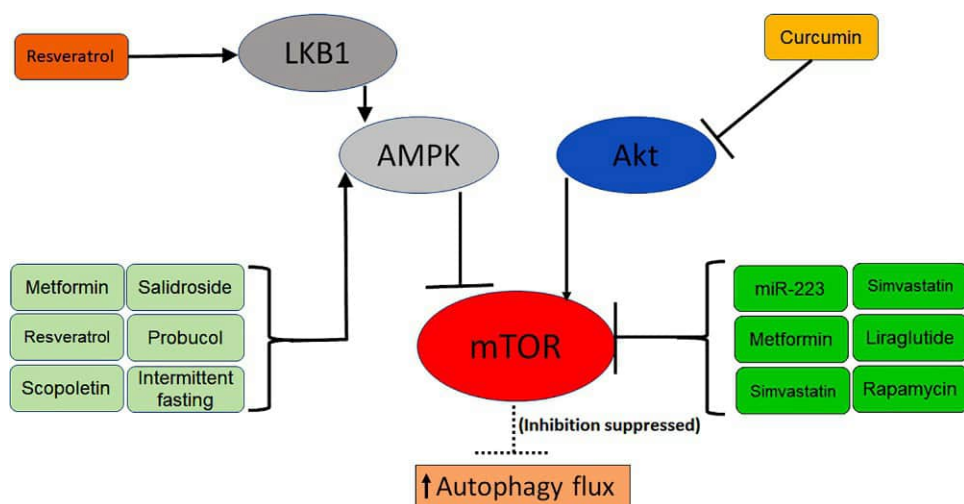 Resveratrol
LKB1
Curcumin
AMPK
Akt
Metformin
Salidroside
Resveratrol
Probucol
Scopoletin
Intermittent
fasting
mTOR
miR-223
Simvastatin
Metformin
Liraglutide
Simvastatin
Rapamycin
(Inhibition suppressed)
Autophagy flux